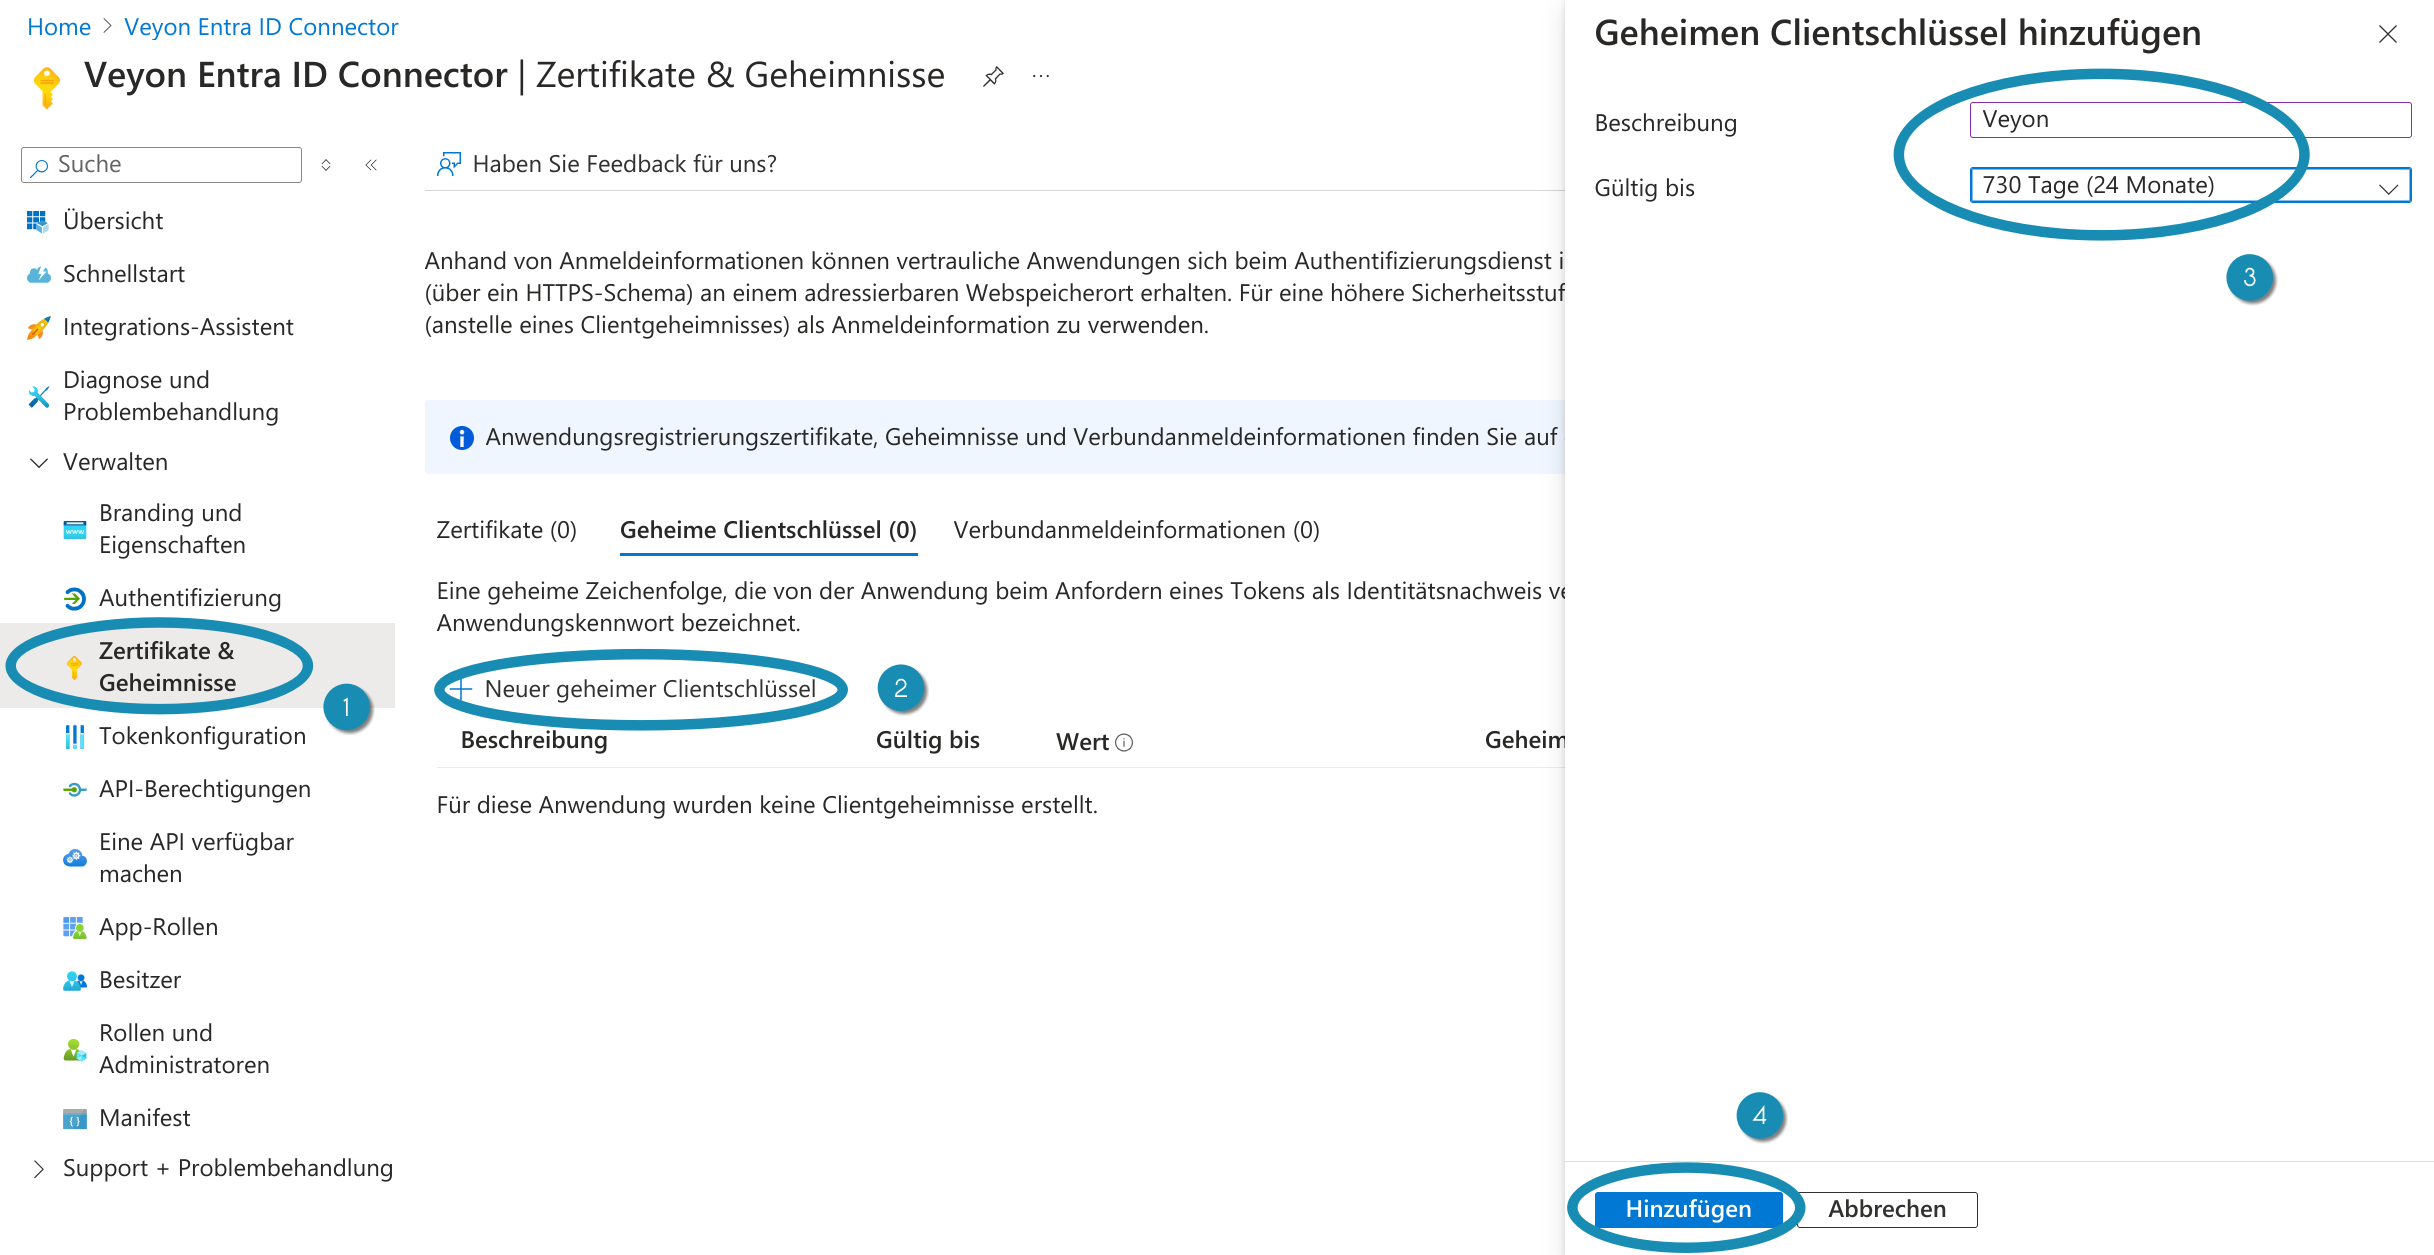 Home > Veyon Entra ID Connector
Veyon Entra ID Connector | Zertifikate & Geheimnisse
Suche
Übersicht
Schnellstart
Integrations-Assistent
Diagnose und
Problembehandlung
Verwalten
Branding und
Eigenschaften
Authentifizierung
Zertifikate &
Geheimnisse
1
Tokenkonfiguration
API-Berechtigungen
Eine API verfügbar
machen
App-Rollen
Besitzer
Rollen und
Administratoren
Manifest
Support + Problembehandlung
Haben Sie Feedback für uns?
Anhand von Anmeldeinformationen können vertrauliche Anwendungen sich beim Authentifizierungsdienst i
(über ein HTTPS-Schema) an einem adressierbaren Webspeicherort erhalten. Für eine höhere Sicherheitsstuf
(anstelle eines Clientgeheimnisses) als Anmeldeinformation zu verwenden.
Anwendungsregistrierungszertifikate, Geheimnisse und Verbundanmeldeinformationen finden Sie auf
Zertifikate (0) Geheime Clientschlüssel (0) Verbundanmeldeinformationen (0)
Eine geheime Zeichenfolge, die von der Anwendung beim Anfordern eines Tokens als Identitätsnachweis ve
Anwendungskennwort bezeichnet.
Neuer geheimer Clientschlüssel
2
Beschreibung Gültig bis Wert Geheim
Für diese Anwendung wurden keine Clientgeheimnisse erstellt.
Geheimen Clientschlüssel hinzufügen
Beschreibung Veyon
Gültig bis 730 Tage (24 Monate)
3
4
Hinzufügen Abbrechen